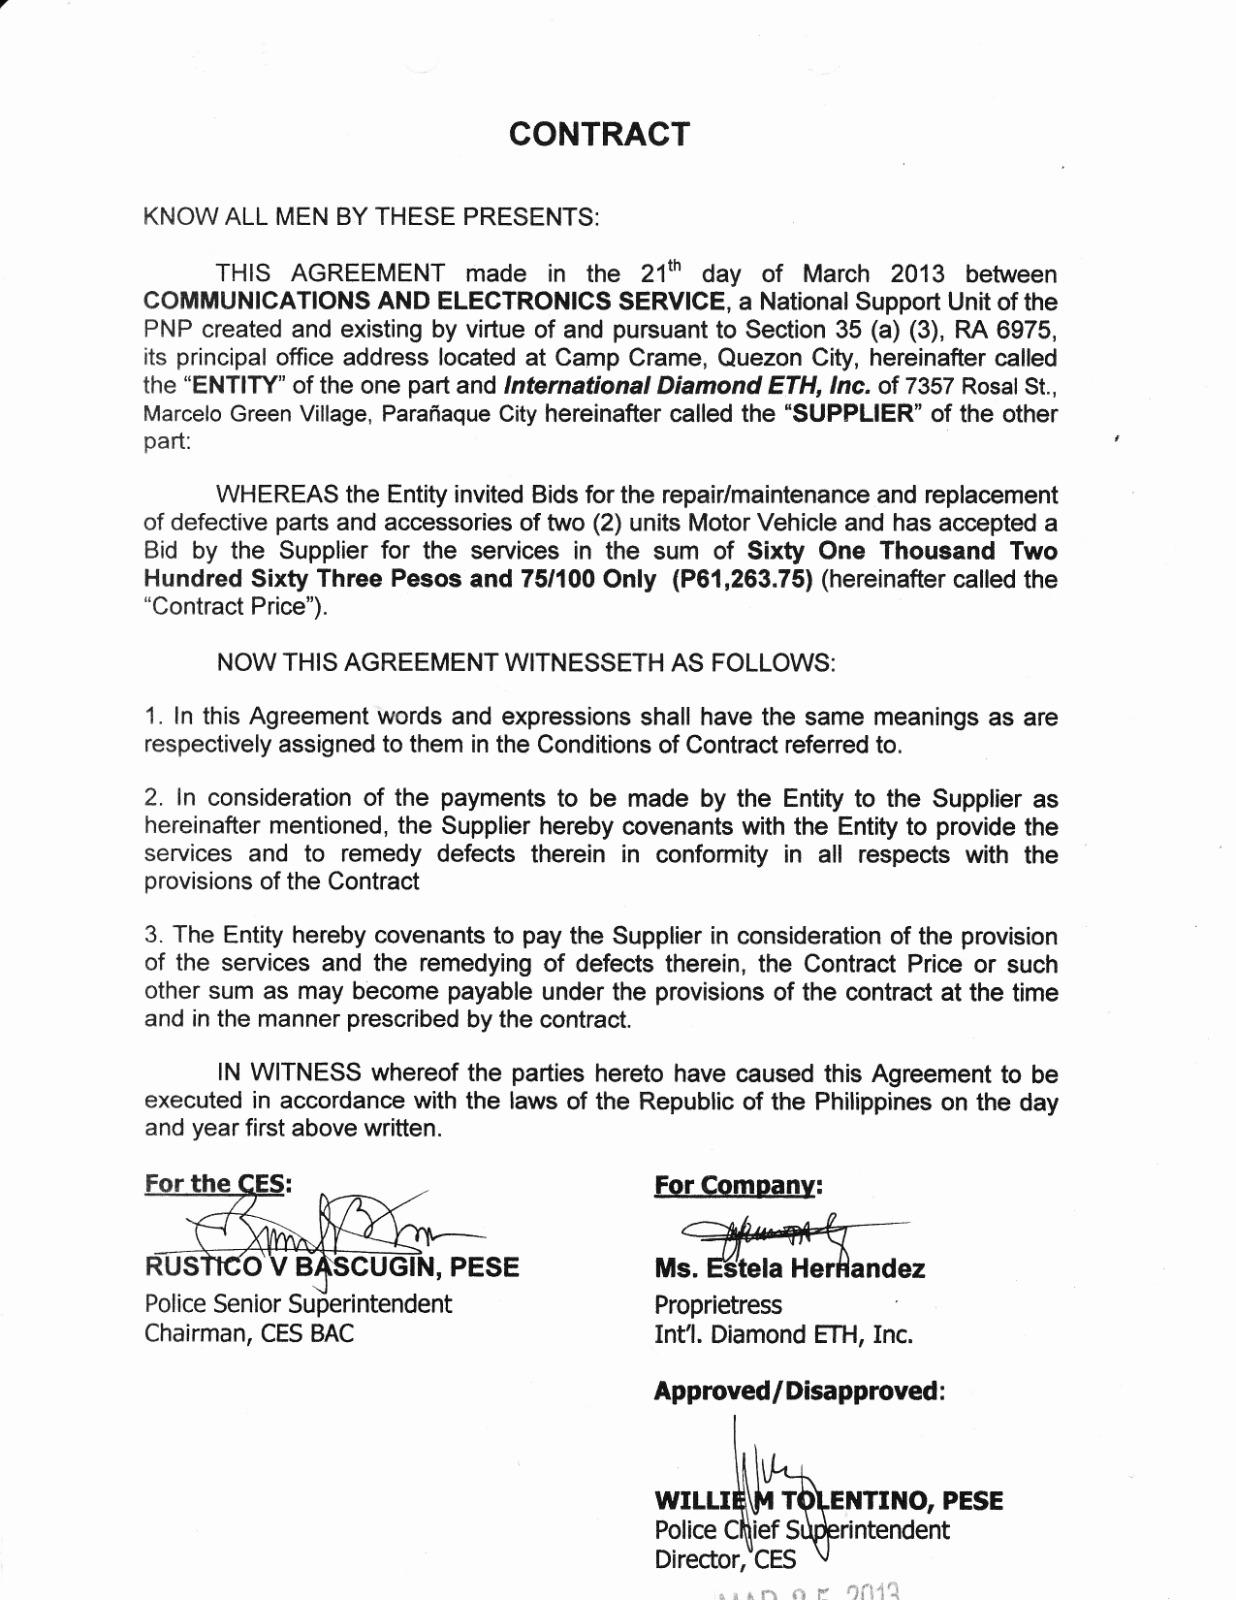 CONTRACT
KNOW ALL MEN BY THESE PRESENTS:
THIS AGREEMENT made in the 21th day of March 2013 between
COMMUNICATIONS AND ELECTRONICS SERVICE, a National Support Unit of the
PNP created and existing by virtue of and pursuant to Section 35 (a) (3), RA 6975,
its principal office address located at Camp Crame, Quezon City, hereinafter called
the “ENTITY” of the one part and International Diamond ETH, Inc. of 7357 Rosal St.,
Marcelo Green Village, Parañaque City hereinafter called the “SUPPLIER” of the other
part:
WHEREAS the Entity invited Bids for the repair/maintenance and replacement
of defective parts and accessories of two (2) units Motor Vehicle and has accepted a
Bid by the Supplier for the services in the sum of Sixty One Thousand Two
Hundred Sixty Three Pesos and 75/100 Only (P61,263.75) (hereinafter called the
“Contract Price”).
NOW THIS AGREEMENT WITNESSETH AS FOLLOWS:
1. In this Agreement words and expressions shall have the same meanings as are
respectively assigned to them in the Conditions of Contract referred to.
2. In consideration of the payments to be made by the Entity to the Supplier as
hereinafter mentioned, the Supplier hereby covenants with the Entity to provide the
services and to remedy defects therein in conformity in all respects with the
provisions of the Contract
3. The Entity hereby covenants to pay the Supplier in consideration of the provision
of the services and the remedying of defects therein, the Contract Price or such
other sum as may become payable under the provisions of the contract at the time
and in the manner prescribed by the contract.
IN WITNESS whereof the parties hereto have caused this Agreement to be
executed in accordance with the laws of the Republic of the Philippines on the day
and year first above written.
For the CES:
RUSTICO V BASCUGIN, PESE
Police Senior Superintendent
Chairman, CES BAC
For Company:
Ms. Estela Hernandez
Proprietress
Int'l. Diamond ETH, Inc.
Approved/Disapproved:
WILLIE M TOLENTINO, PESE
Police Chief Superintendent
Director, CES
MAR 25 2013